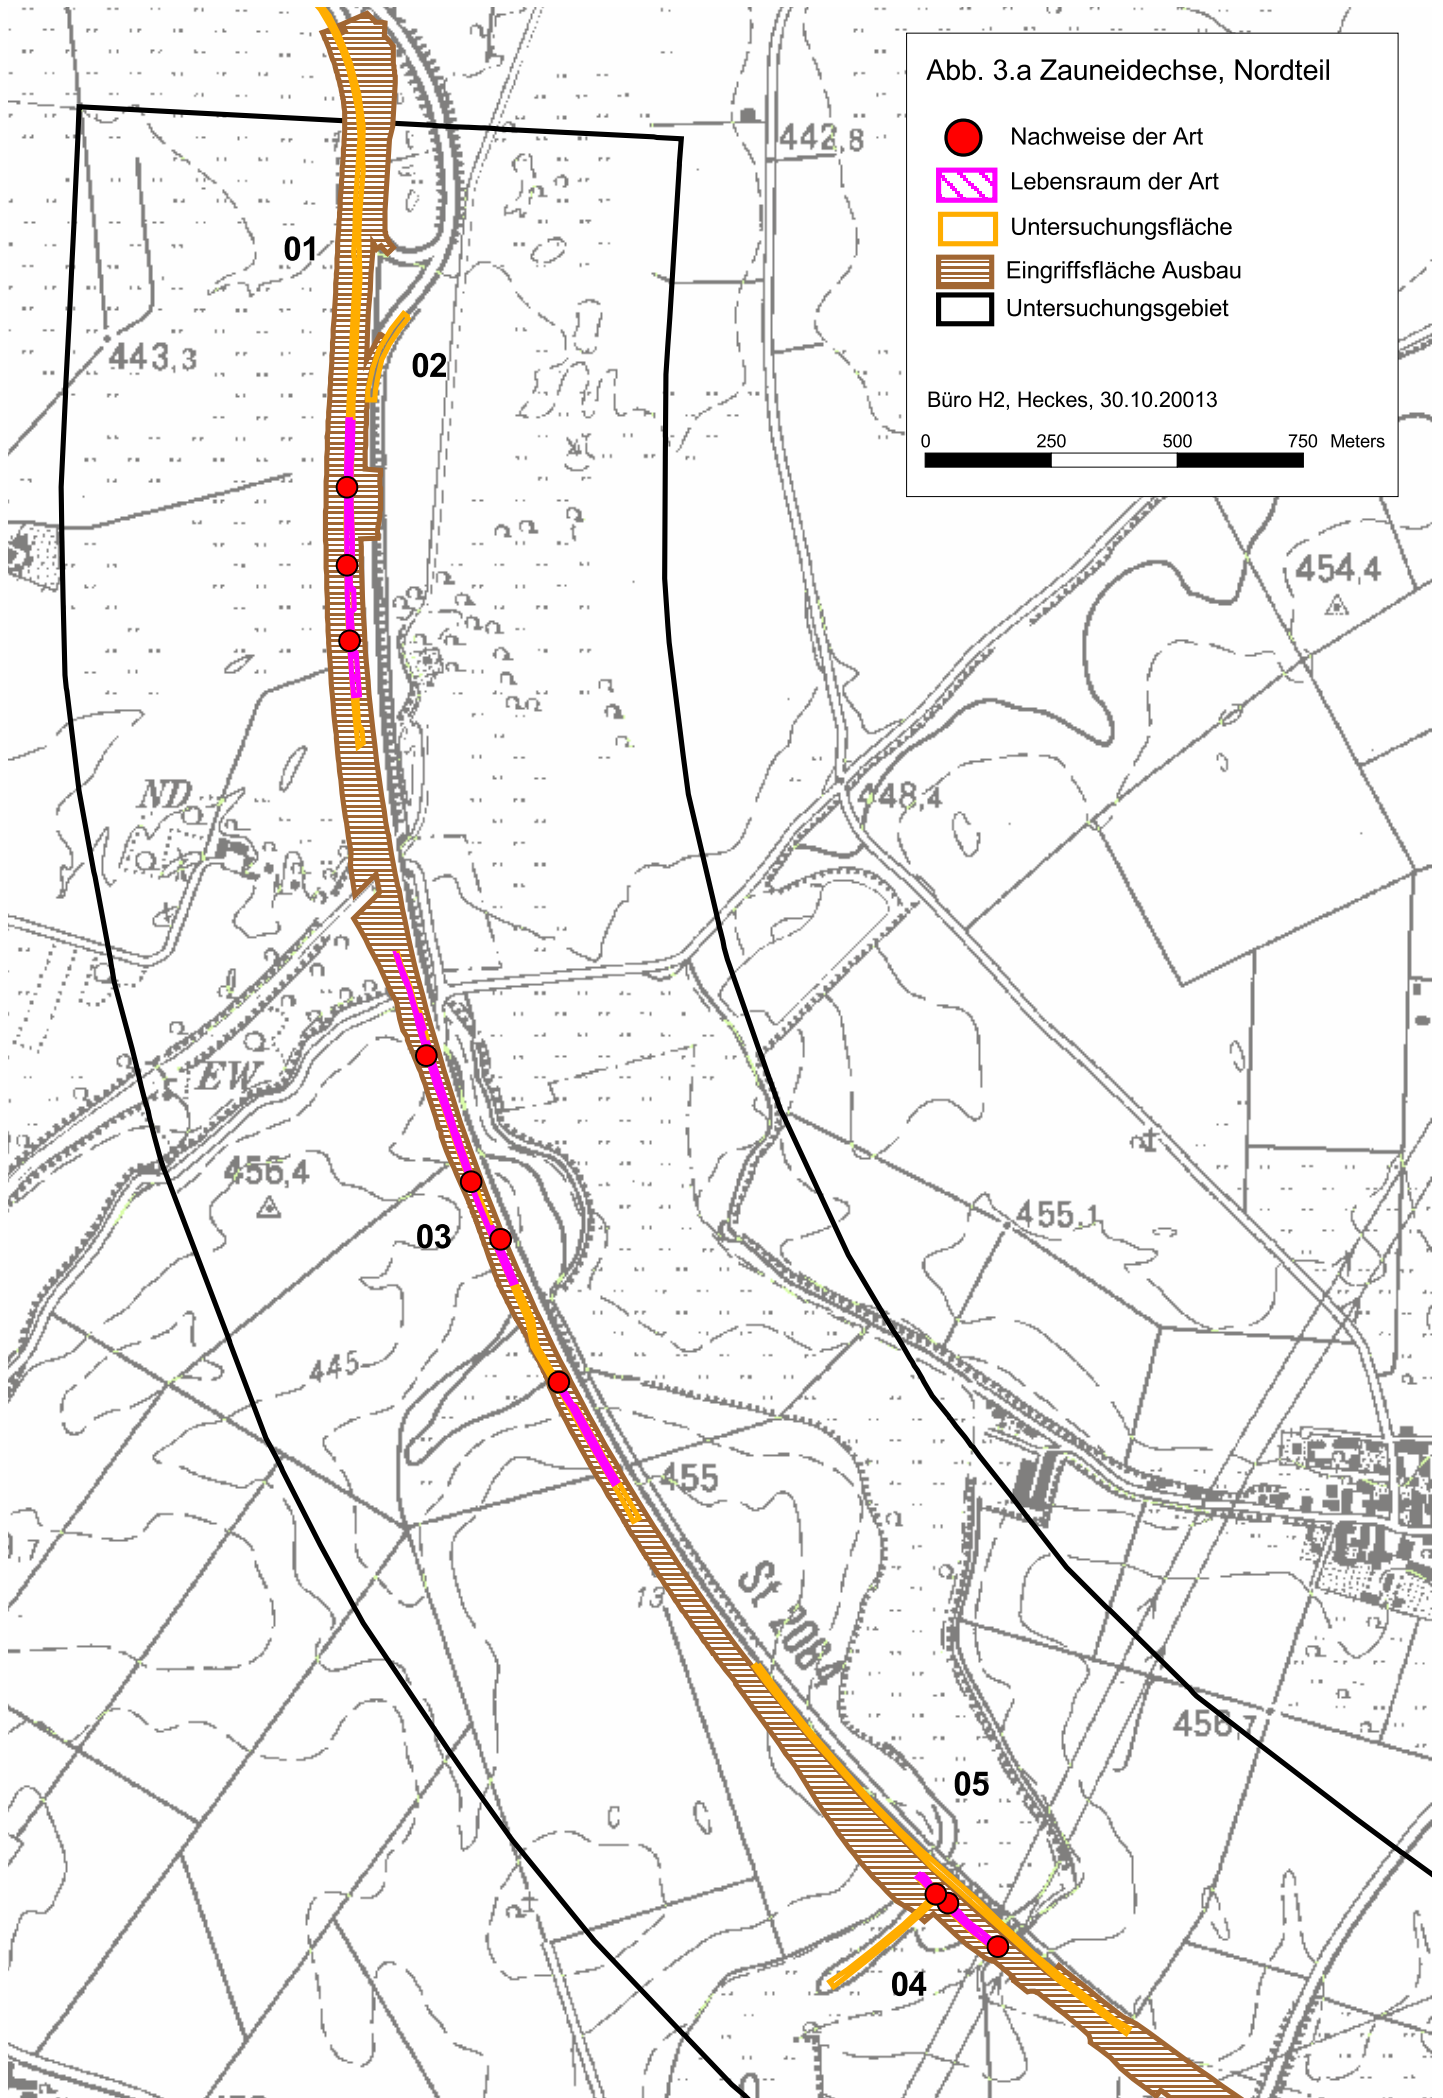 Abb. 3.a Zauneidechse, Nordteil
Nachweise der Art
Lebensraum der Art
Untersuchungsfläche
Eingriffsfläche Ausbau
Untersuchungsgebiet
Büro H2, Heckes, 30.10.20013
0 250 500 750 Meters
442,8
01
443,3
02
454,4
ND
448,4
EW
456,4
455,1
03
445
455
St 2084
13
456,7
05
04